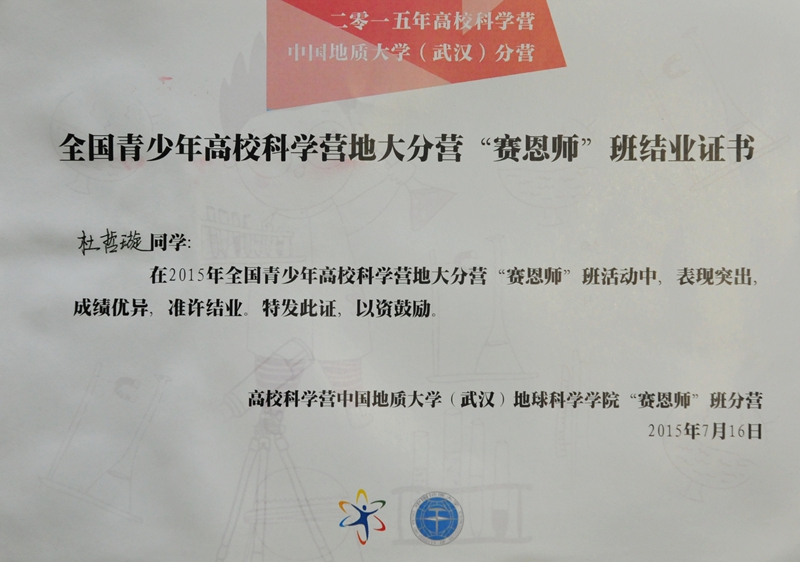 二零一五年高校科学营
中国地质大学（武汉）分营
全国青少年高校科学营地大分营“赛恩师”班结业证书
杜哲璇同学:
在2015年全国青少年高校科学营地大分营“赛恩师”班活动中，表现突出，
成绩优异，准许结业。特发此证，以资鼓励。
高校科学营中国地质大学（武汉）地球科学学院“赛恩师”班分营
2015年7月16日